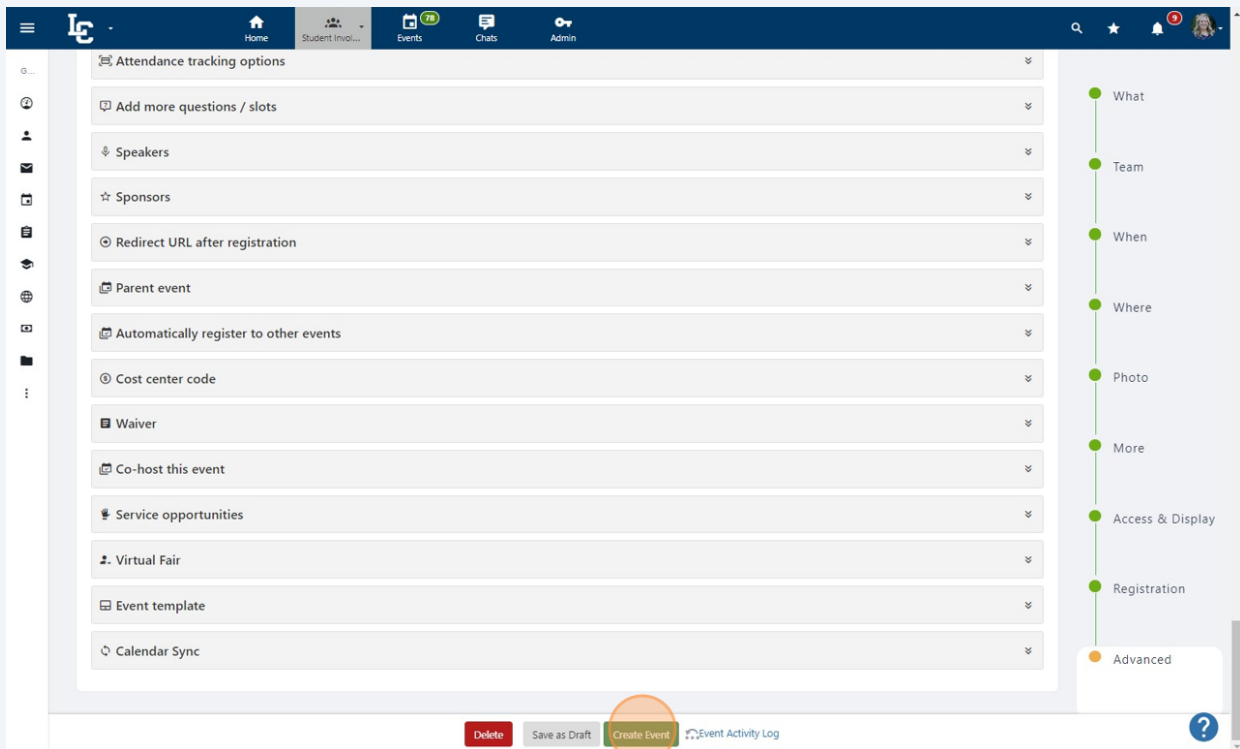 LC
Home
Student Invol...
78
Events
Chats
Admin
9
G...
Attendance tracking options
Add more questions / slots
Speakers
Sponsors
Redirect URL after registration
Parent event
Automatically register to other events
Cost center code
Waiver
Co-host this event
Service opportunities
Virtual Fair
Event template
Calendar Sync
What
Team
When
Where
Photo
More
Access & Display
Registration
Advanced
Delete
Save as Draft
Create Event
Event Activity Log
?